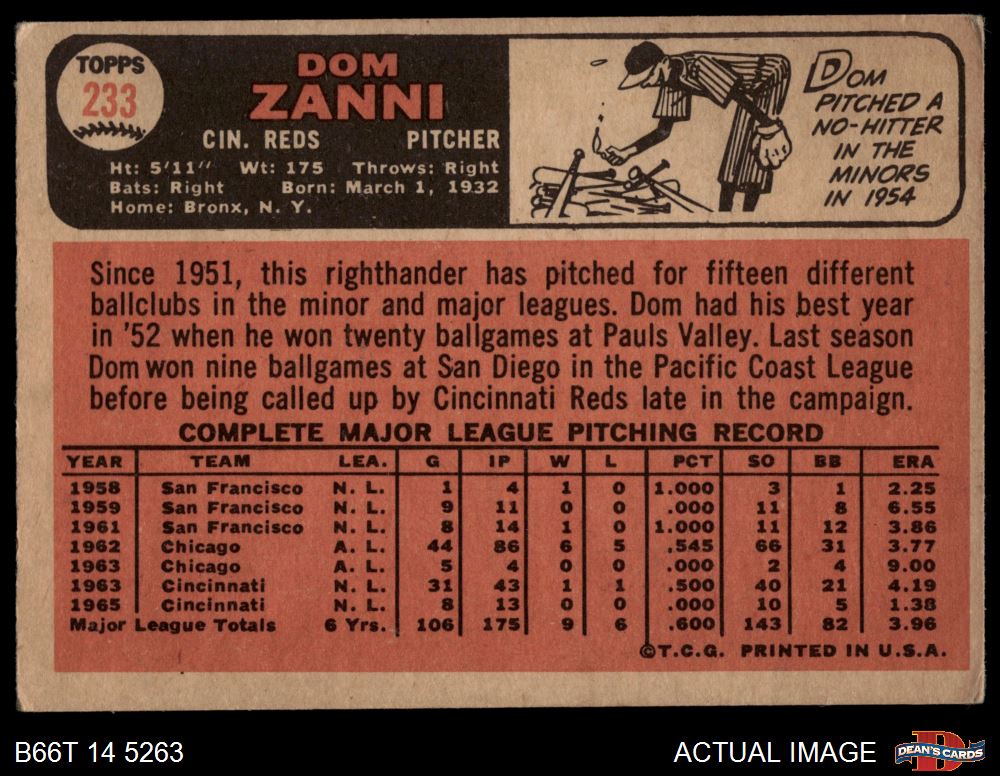 TOPPS
233
DOM
ZANNI
CIN. REDS PITCHER
Ht: 5'11" Wt: 175 Throws: Right
Bats: Right Born: March 1, 1932
Home: Bronx, N. Y.
DOM
PITCHED A
NO-HITTER
IN THE
MINORS
IN 1954
Since 1951, this righthander has pitched for fifteen different
ballclubs in the minor and major leagues. Dom had his best year
in '52 when he won twenty ballgames at Pauls Valley. Last season
Dom won nine ballgames at San Diego in the Pacific Coast League
before being called up by Cincinnati Reds late in the campaign.
COMPLETE MAJOR LEAGUE PITCHING RECORD
YEAR TEAM LEA. G IP W L PCT SO BB ERA
1958 San Francisco N. L. 1 4 1 0 1.000 3 1 2.25
1959 San Francisco N. L. 9 11 0 0 .000 11 8 6.55
1961 San Francisco N. L. 8 14 1 0 1.000 11 12 3.86
1962 Chicago A. L. 44 86 6 5 .545 66 31 3.77
1963 Chicago A. L. 5 4 0 0 .000 2 4 9.00
1963 Cincinnati N. L. 31 43 1 1 .500 40 21 4.19
1965 Cincinnati N. L. 8 13 0 0 .000 10 5 1.38
Major League Totals 6 Yrs. 106 175 9 6 .600 143 82 3.96
©T.C.G. PRINTED IN U.S.A.
B66T 14 5263 ACTUAL IMAGE DEAN'S CARDS